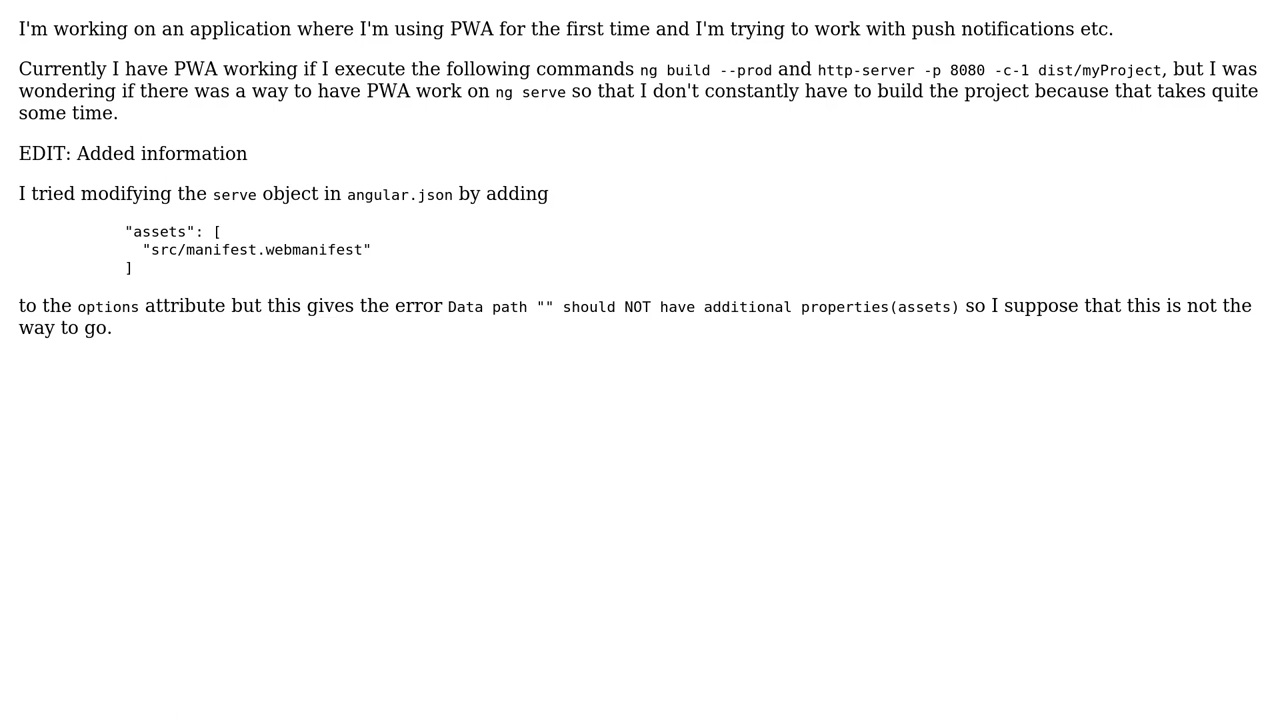 I'm working on an application where I'm using PWA for the first time and I'm trying to work with push notifications etc.
Currently I have PWA working if I execute the following commands ng build --prod and http-server -p 8080 -c-1 dist/myProject, but I was
wondering if there was a way to have PWA work on ng serve so that I don't constantly have to build the project because that takes quite
some time.
EDIT: Added information
I tried modifying the serve object in angular.json by adding
"assets": [
"src/manifest.webmanifest"
]
to the options attribute but this gives the error Data path "" should NOT have additional properties(assets) so I suppose that this is not the
way to go.